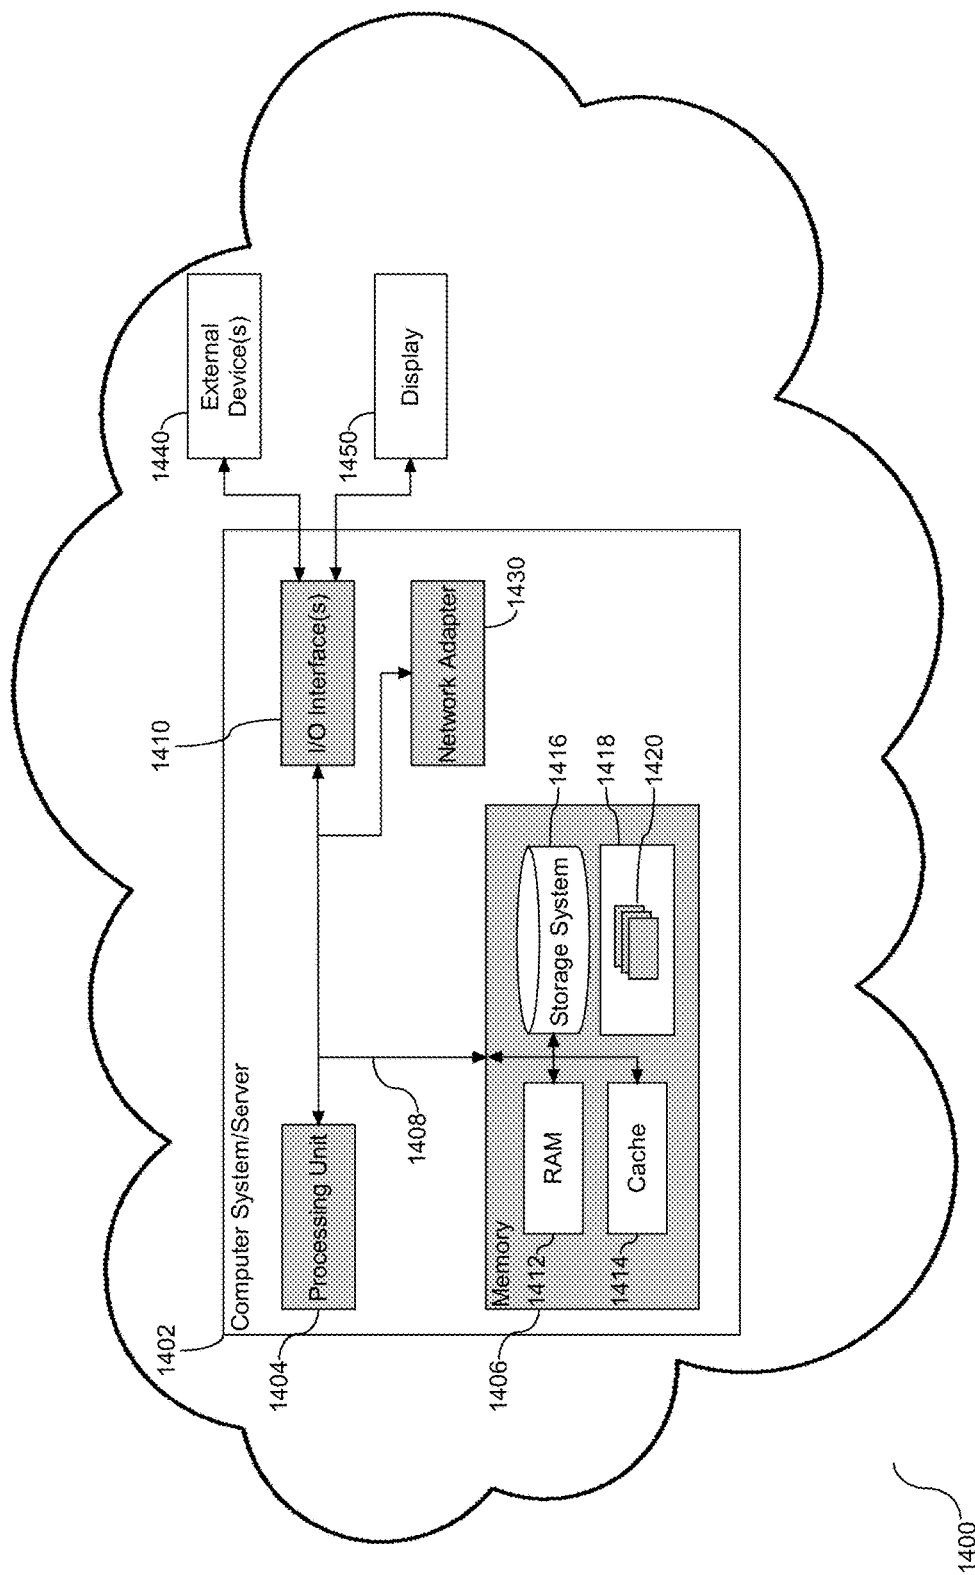 1402
Computer System/Server
1404
Processing Unit
1410
I/O Interface(s)
1440
External
Device(s)
1450
Display
1408
Network Adapter
1430
1406
Memory
1412
RAM
1414
Cache
Storage System
1416
1418
1420
1400